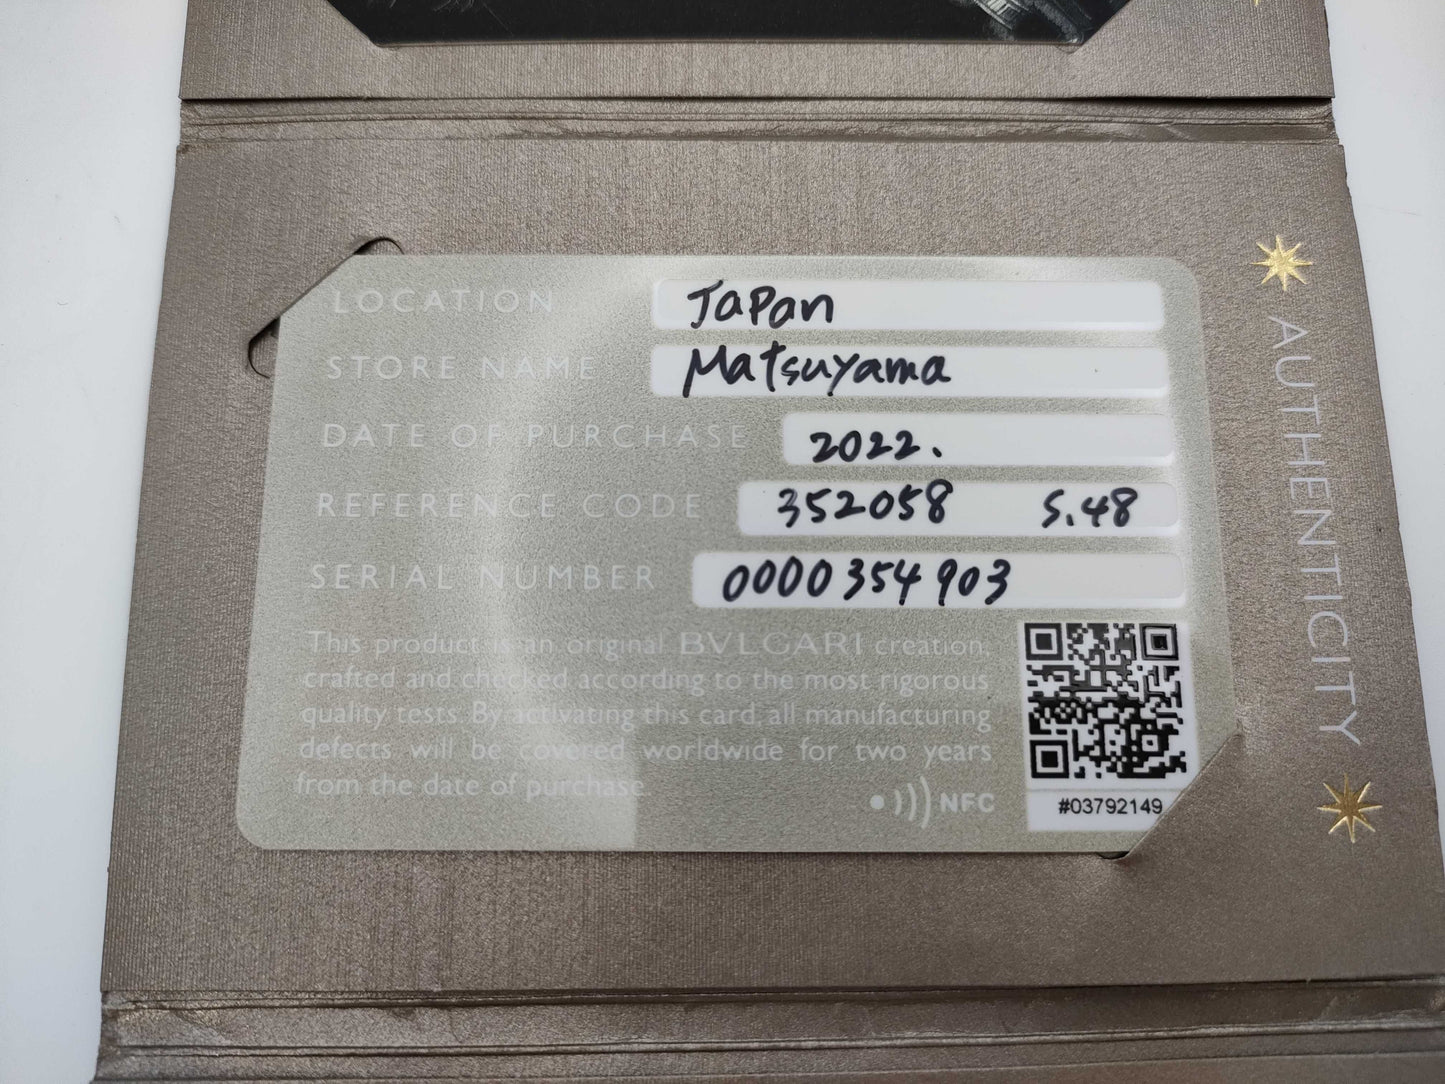 LOCATION Japan
STORE NAME Matsuyama
DATE OF PURCHASE 2022.
REFERENCE CODE 352058 S.48
SERIAL NUMBER 0000354903
This product is an original BVLGARI creation,
crafted and checked according to the most rigorous
quality tests. By activating this card, all manufacturing
defects will be covered worldwide for two years
from the date of purchase.
NFC
#03792149
AUTHENTICITY